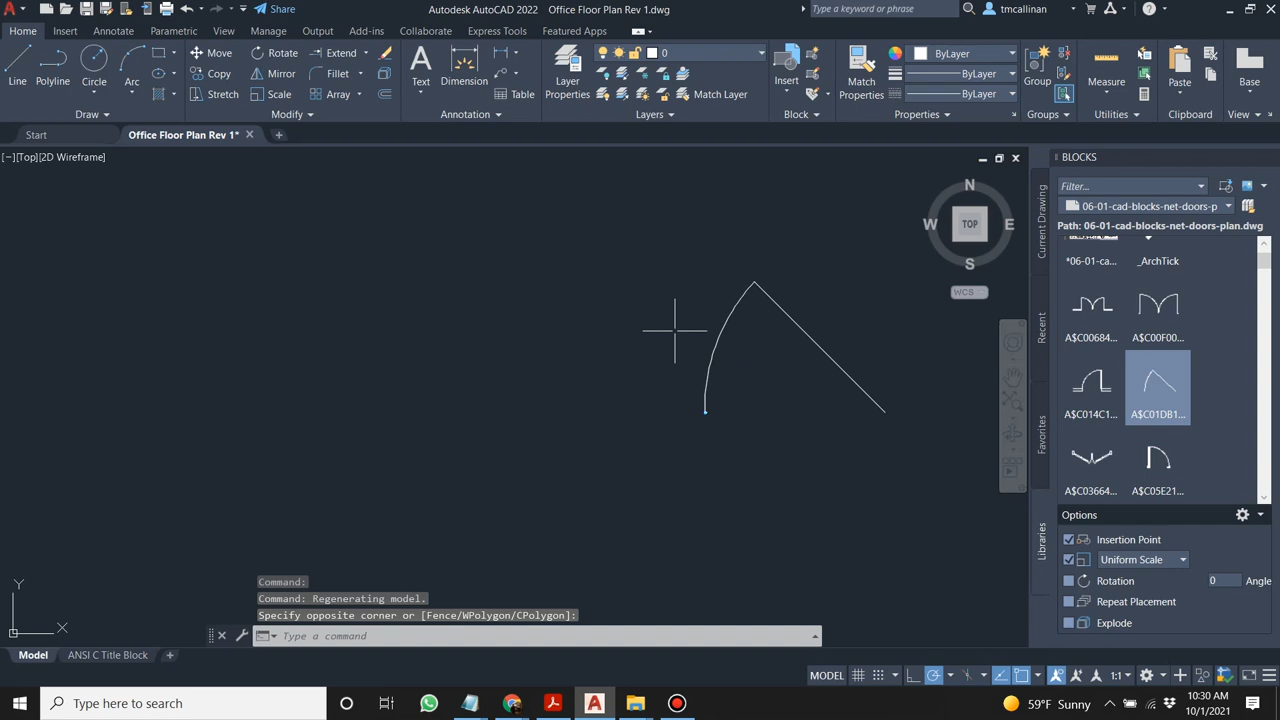 Share
Autodesk AutoCAD 2022 Office Floor Plan Rev 1.dwg
Type a keyword or phrase
tmcallinan
Home Insert Annotate Parametric View Manage Output Add-ins Collaborate Express Tools Featured Apps
Line Polyline Circle Arc
Move Rotate Extend
Copy Mirror Fillet
Stretch Scale Array
Text Dimension Table
Layer Properties
0
Match Layer
Insert
Match Properties
ByLayer
ByLayer
ByLayer
Group
Measure
Paste
Base
Draw Modify Annotation Layers Block Properties Groups Utilities Clipboard View
Start
Office Floor Plan Rev 1*
[−][Top][2D Wireframe]
N
W TOP E
S
WCS
BLOCKS
Filter...
06-01-cad-blocks-net-doors-p
Path: 06-01-cad-blocks-net-doors-plan.dwg
*06-01-ca... _ArchTick
A$C00684... A$C00F00...
A$C014C1... A$C01DB1...
A$C03664... A$C05E21...
Current Drawing
Recent
Favorites
Libraries
Options
Insertion Point
Uniform Scale
Rotation 0 Angle
Repeat Placement
Explode
Command:
Command: Regenerating model.
Specify opposite corner or [Fence/WPolygon/CPolygon]:
Type a command
Y
X
Model ANSI C Title Block
MODEL
1:1
Type here to search
59°F Sunny
10:30 AM
10/1/2021